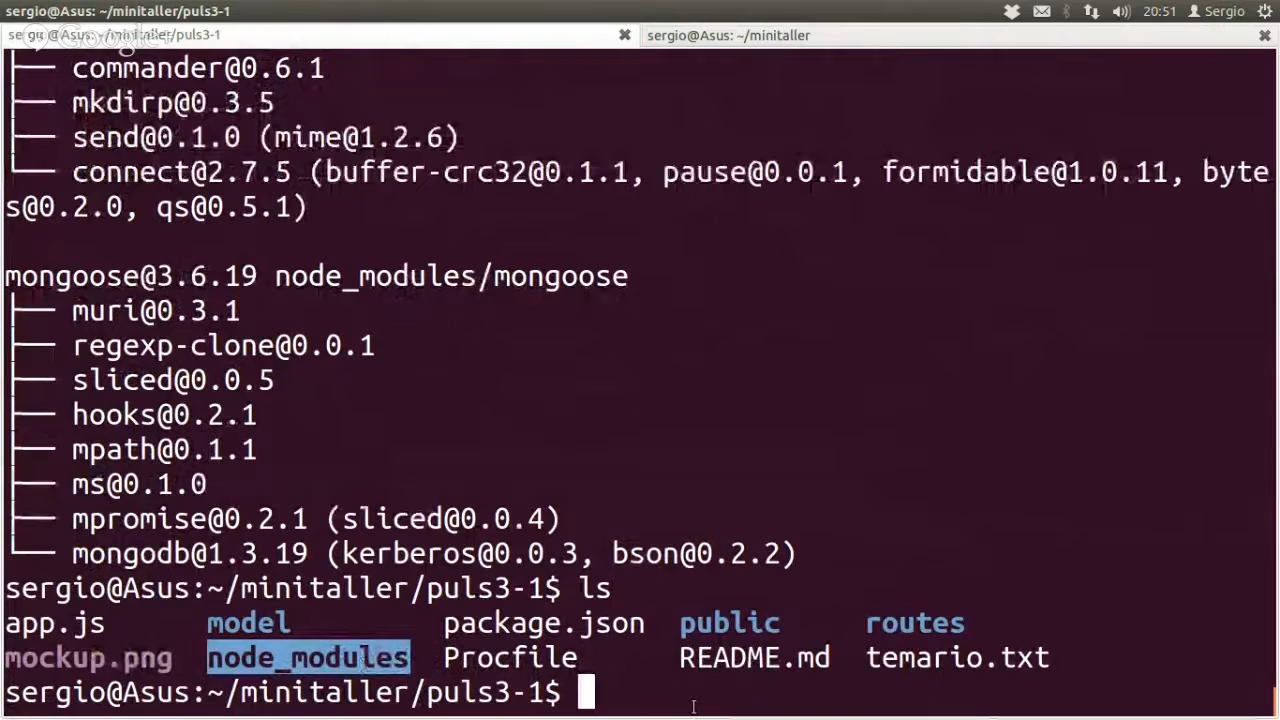 sergio@Asus: ~/minitaller/puls3-1
20:51 Sergio
sergio@Asus: ~/minitaller/puls3-1
Google+
sergio@Asus: ~/minitaller
├── commander@0.6.1
├── mkdirp@0.3.5
├── send@0.1.0 (mime@1.2.6)
└── connect@2.7.5 (buffer-crc32@0.1.1, pause@0.0.1, formidable@1.0.11, byte
s@0.2.0, qs@0.5.1)
mongoose@3.6.19 node_modules/mongoose
├── muri@0.3.1
├── regexp-clone@0.0.1
├── sliced@0.0.5
├── hooks@0.2.1
├── mpath@0.1.1
├── ms@0.1.0
├── mpromise@0.2.1 (sliced@0.0.4)
└── mongodb@1.3.19 (kerberos@0.0.3, bson@0.2.2)
sergio@Asus:~/minitaller/puls3-1$ ls
app.js model package.json public routes
mockup.png node_modules Procfile README.md temario.txt
sergio@Asus:~/minitaller/puls3-1$